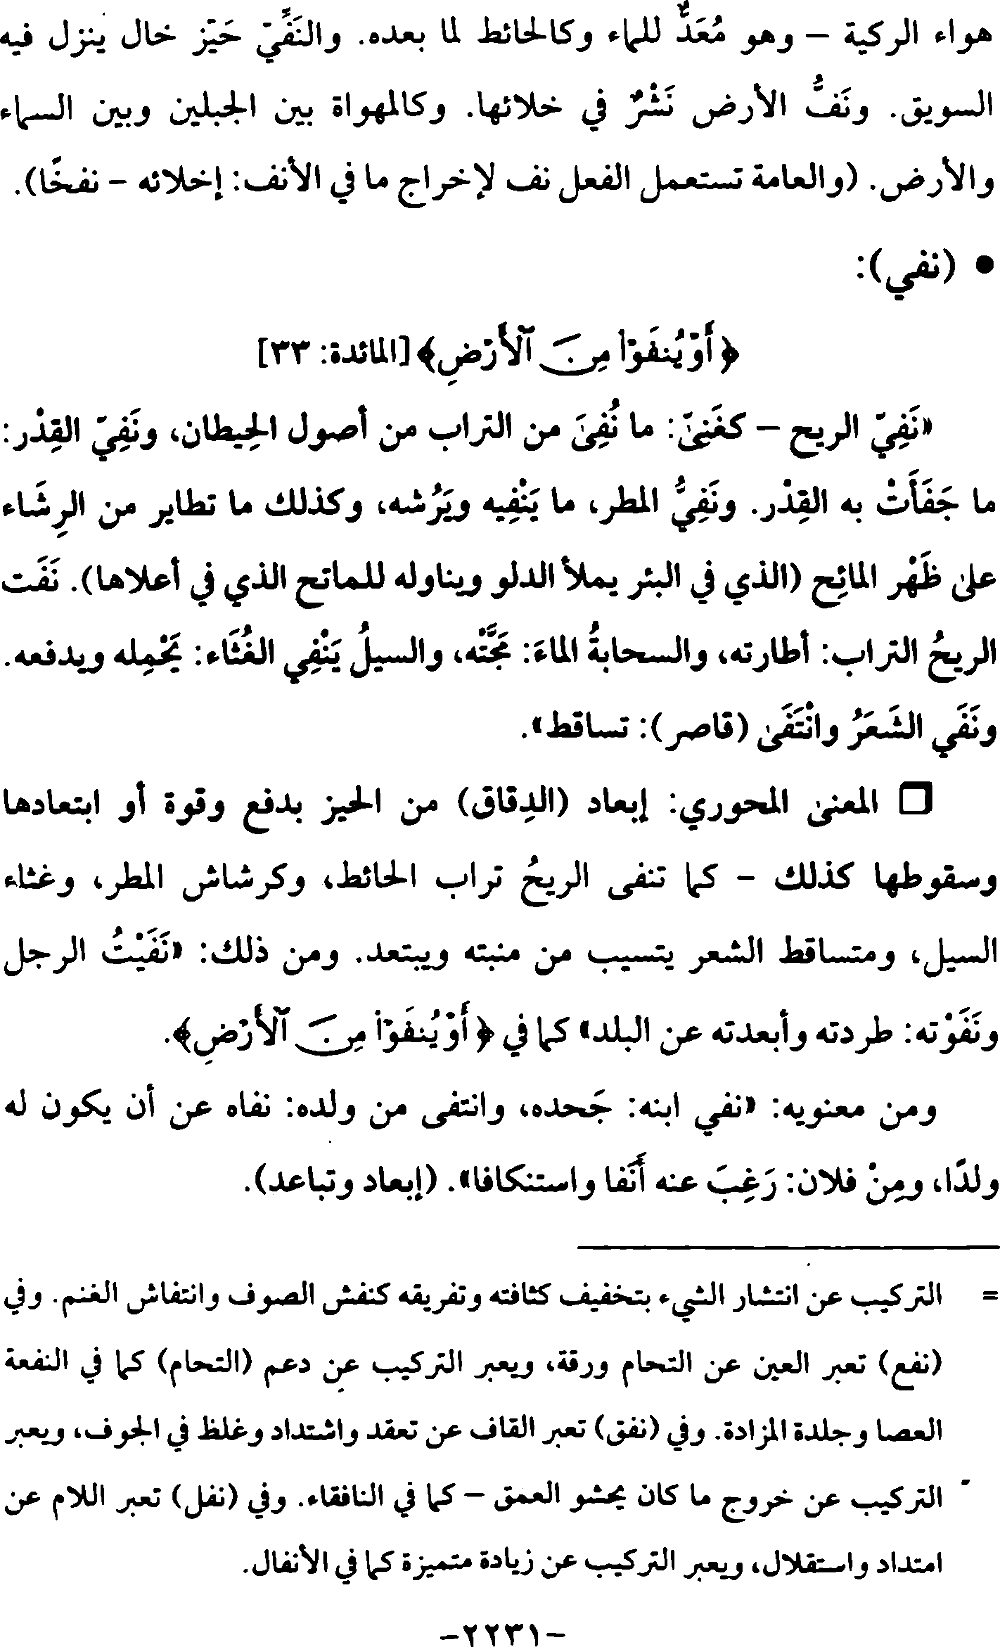 هواء الركية – وهو مُعَدٌّ للماء وكالحائط لما بعده. والنَفِّيّ حَيّز خال ينزل فيه
السويق. ونَفُّ الأرض نَشْرٌ في خلائها. وكالمهواة بين الجبلين وبين السماء
والأرض. (والعامة تستعمل الفعل نف لإخراج ما في الأنف: إخلائه – نفخًا).
• (نفي):
﴿أَوْ يُنفَوْا۟ مِنَ ٱلْأَرْضِ﴾ [المائدة: ٣٣]
«نَفِيّ الريح – كغَنِيّ: ما نُفِىَ من التراب من أصول الحِيطان، ونَفِيّ القِدْر:
ما جَفَأَتْ به القِدْر. ونَفِيُّ المطر، ما يَنْفِيه ويَرُشه، وكذلك ما تطاير من الرِشَاء
علىٰ ظَهْر المائِح (الذي في البئر يملأ الدلو ويناوله للماتح الذي في أعلاها). نَفَت
الريحُ التراب: أطارته، والسحابةُ الماءَ: مَجَّتْه، والسيلُ يَنْفِي الغُثَاء: يَحْمِله ويدفعه.
ونَفَي الشَعَرُ وانْتَفَىٰ (قاصر): تساقط».
❒ المعنىٰ المحوري: إبعاد (الدِقاق) من الحيز بدفع وقوة أو ابتعادها
وسقوطها كذلك – كما تنفى الريحُ تراب الحائط، وكرشاش المطر، وغثاء
السيل، ومتساقط الشعر يتسيب من منبته ويبتعد. ومن ذلك: «نَفَيْتُ الرجل
ونَفَوْته: طردته وأبعدته عن البلد» كما في ﴿أَوْ يُنفَوْا۟ مِنَ ٱلْأَرْضِ﴾.
ومن معنويه: «نفي ابنه: جَحده، وانتفى من ولده: نفاه عن أن يكون له
ولدًا، ومِنْ فلان: رَغِبَ عنه أَنَفا واستنكافا». (إبعاد وتباعد).
= التركيب عن انتشار الشيء بتخفيف كثافته وتفريقه كنفش الصوف وانتفاش الغنم. وفي
(نفع) تعبر العين عن التحام ورقة، ويعبر التركيب عن دعم (التحام) كما في النفعة
العصا وجلدة المزادة. وفي (نفق) تعبر القاف عن تعقد واشتداد وغلظ في الجوف، ويعبر
التركيب عن خروج ما كان يحشو العمق – كما في النافقاء. وفي (نفل) تعبر اللام عن
امتداد واستقلال، ويعبر التركيب عن زيادة متميزة كما في الأنفال.
-٢٢٣١-